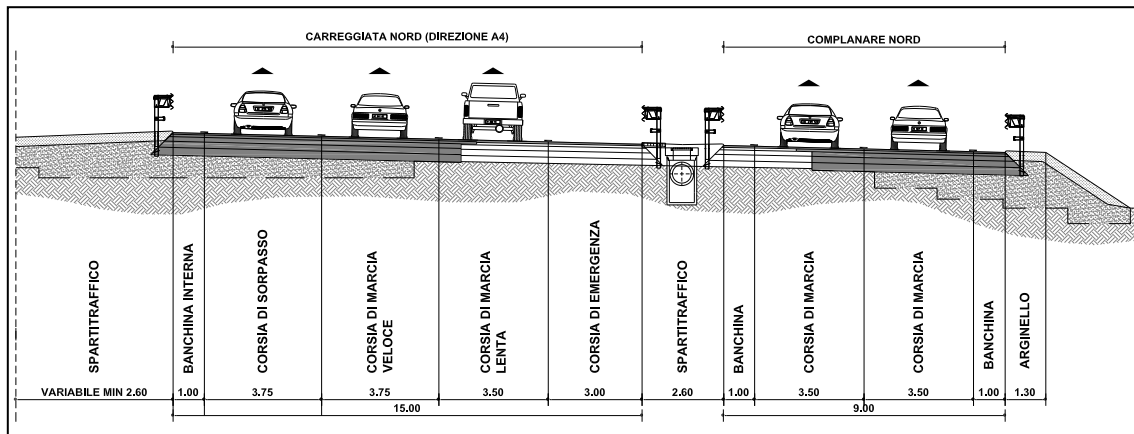 CARREGGIATA NORD (DIREZIONE A4)
COMPLANARE NORD
SPARTITRAFFICO
BANCHINA INTERNA
CORSIA DI SORPASSO
CORSIA DI MARCIA
VELOCE
CORSIA DI MARCIA
LENTA
CORSIA DI EMERGENZA
SPARTITRAFFICO
BANCHINA
CORSIA DI MARCIA
CORSIA DI MARCIA
BANCHINA
ARGINELLO
VARIABILE MIN 2.60 1.00 3.75 3.75 3.50 3.00 2.60 1.00 3.50 3.50 1.00 1.30
15.00 9.00